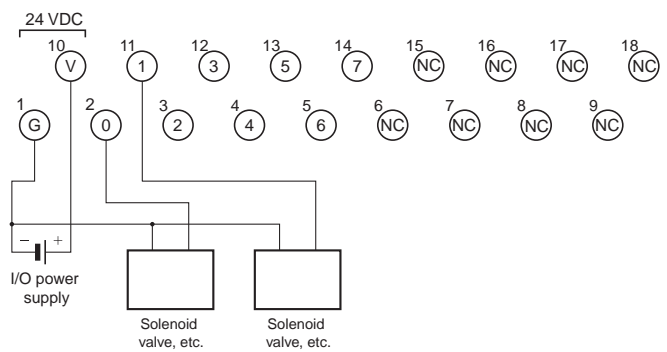 24 VDC
10 11 12 13 14 15 16 17 18
V 1 3 5 7 NC NC NC NC
1 2 3 4 5 6 7 8 9
G 0 2 4 6 NC NC NC NC
− +
I/O power
supply
Solenoid
valve, etc.
Solenoid
valve, etc.